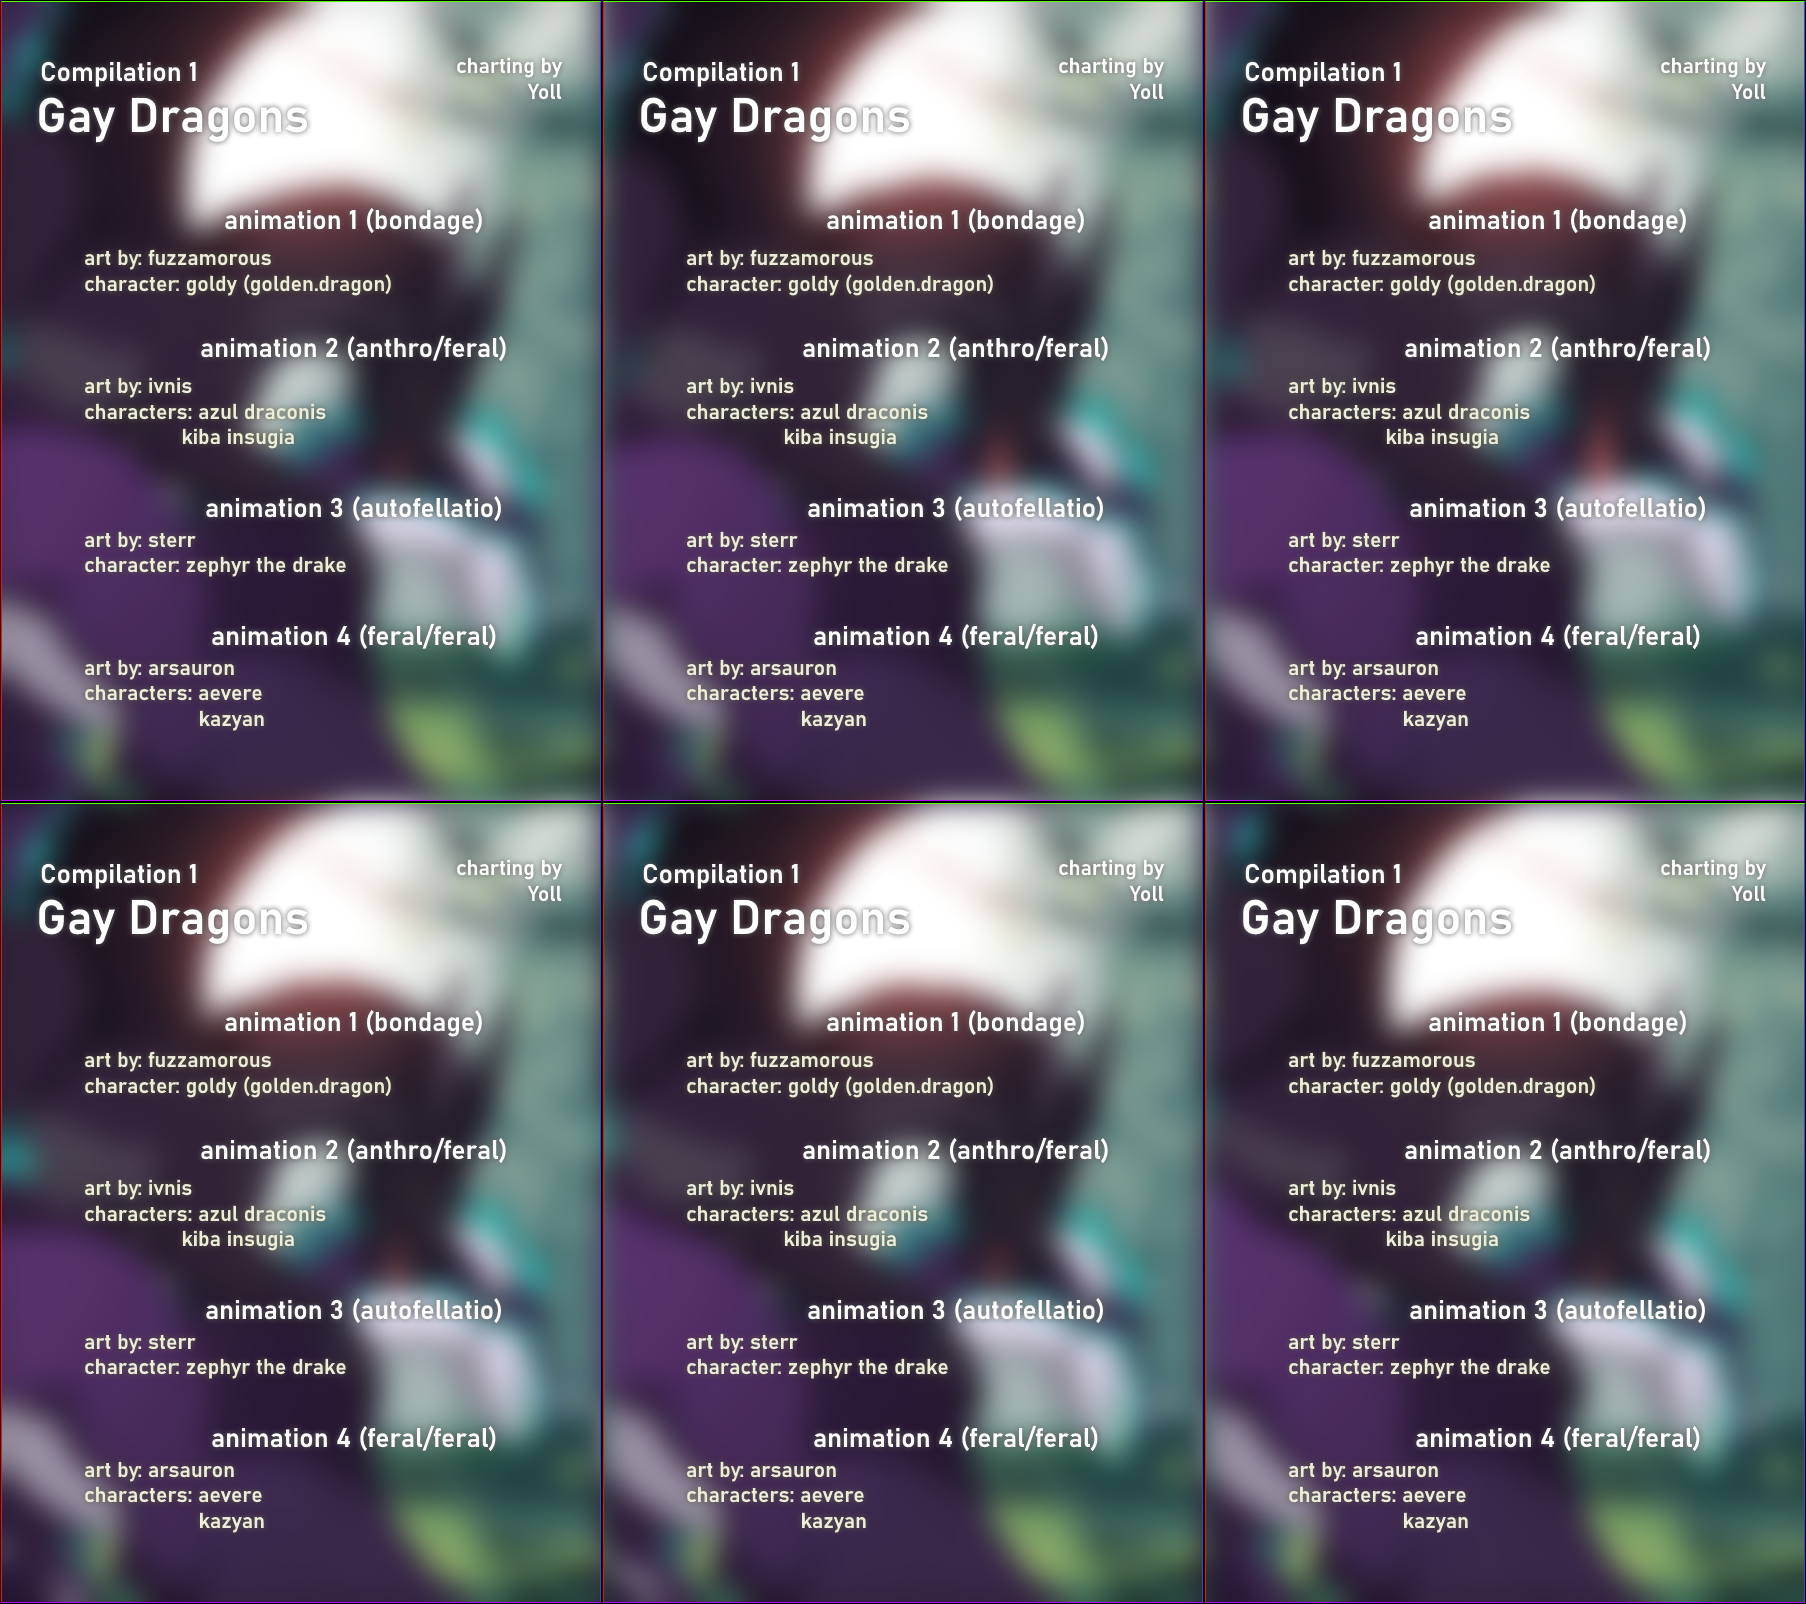 Compilation 1
Gay Dragons
charting by
Yoll
animation 1 (bondage)
art by: fuzzamorous
character: goldy (golden.dragon)
animation 2 (anthro/feral)
art by: ivnis
characters: azul draconis
kiba insugia
animation 3 (autofellatio)
art by: sterr
character: zephyr the drake
animation 4 (feral/feral)
art by: arsauron
characters: aevere
kazyan
Compilation 1
Gay Dragons
charting by
Yoll
animation 1 (bondage)
art by: fuzzamorous
character: goldy (golden.dragon)
animation 2 (anthro/feral)
art by: ivnis
characters: azul draconis
kiba insugia
animation 3 (autofellatio)
art by: sterr
character: zephyr the drake
animation 4 (feral/feral)
art by: arsauron
characters: aevere
kazyan
Compilation 1
Gay Dragons
charting by
Yoll
animation 1 (bondage)
art by: fuzzamorous
character: goldy (golden.dragon)
animation 2 (anthro/feral)
art by: ivnis
characters: azul draconis
kiba insugia
animation 3 (autofellatio)
art by: sterr
character: zephyr the drake
animation 4 (feral/feral)
art by: arsauron
characters: aevere
kazyan
Compilation 1
Gay Dragons
charting by
Yoll
animation 1 (bondage)
art by: fuzzamorous
character: goldy (golden.dragon)
animation 2 (anthro/feral)
art by: ivnis
characters: azul draconis
kiba insugia
animation 3 (autofellatio)
art by: sterr
character: zephyr the drake
animation 4 (feral/feral)
art by: arsauron
characters: aevere
kazyan
Compilation 1
Gay Dragons
charting by
Yoll
animation 1 (bondage)
art by: fuzzamorous
character: goldy (golden.dragon)
animation 2 (anthro/feral)
art by: ivnis
characters: azul draconis
kiba insugia
animation 3 (autofellatio)
art by: sterr
character: zephyr the drake
animation 4 (feral/feral)
art by: arsauron
characters: aevere
kazyan
Compilation 1
Gay Dragons
charting by
Yoll
animation 1 (bondage)
art by: fuzzamorous
character: goldy (golden.dragon)
animation 2 (anthro/feral)
art by: ivnis
characters: azul draconis
kiba insugia
animation 3 (autofellatio)
art by: sterr
character: zephyr the drake
animation 4 (feral/feral)
art by: arsauron
characters: aevere
kazyan